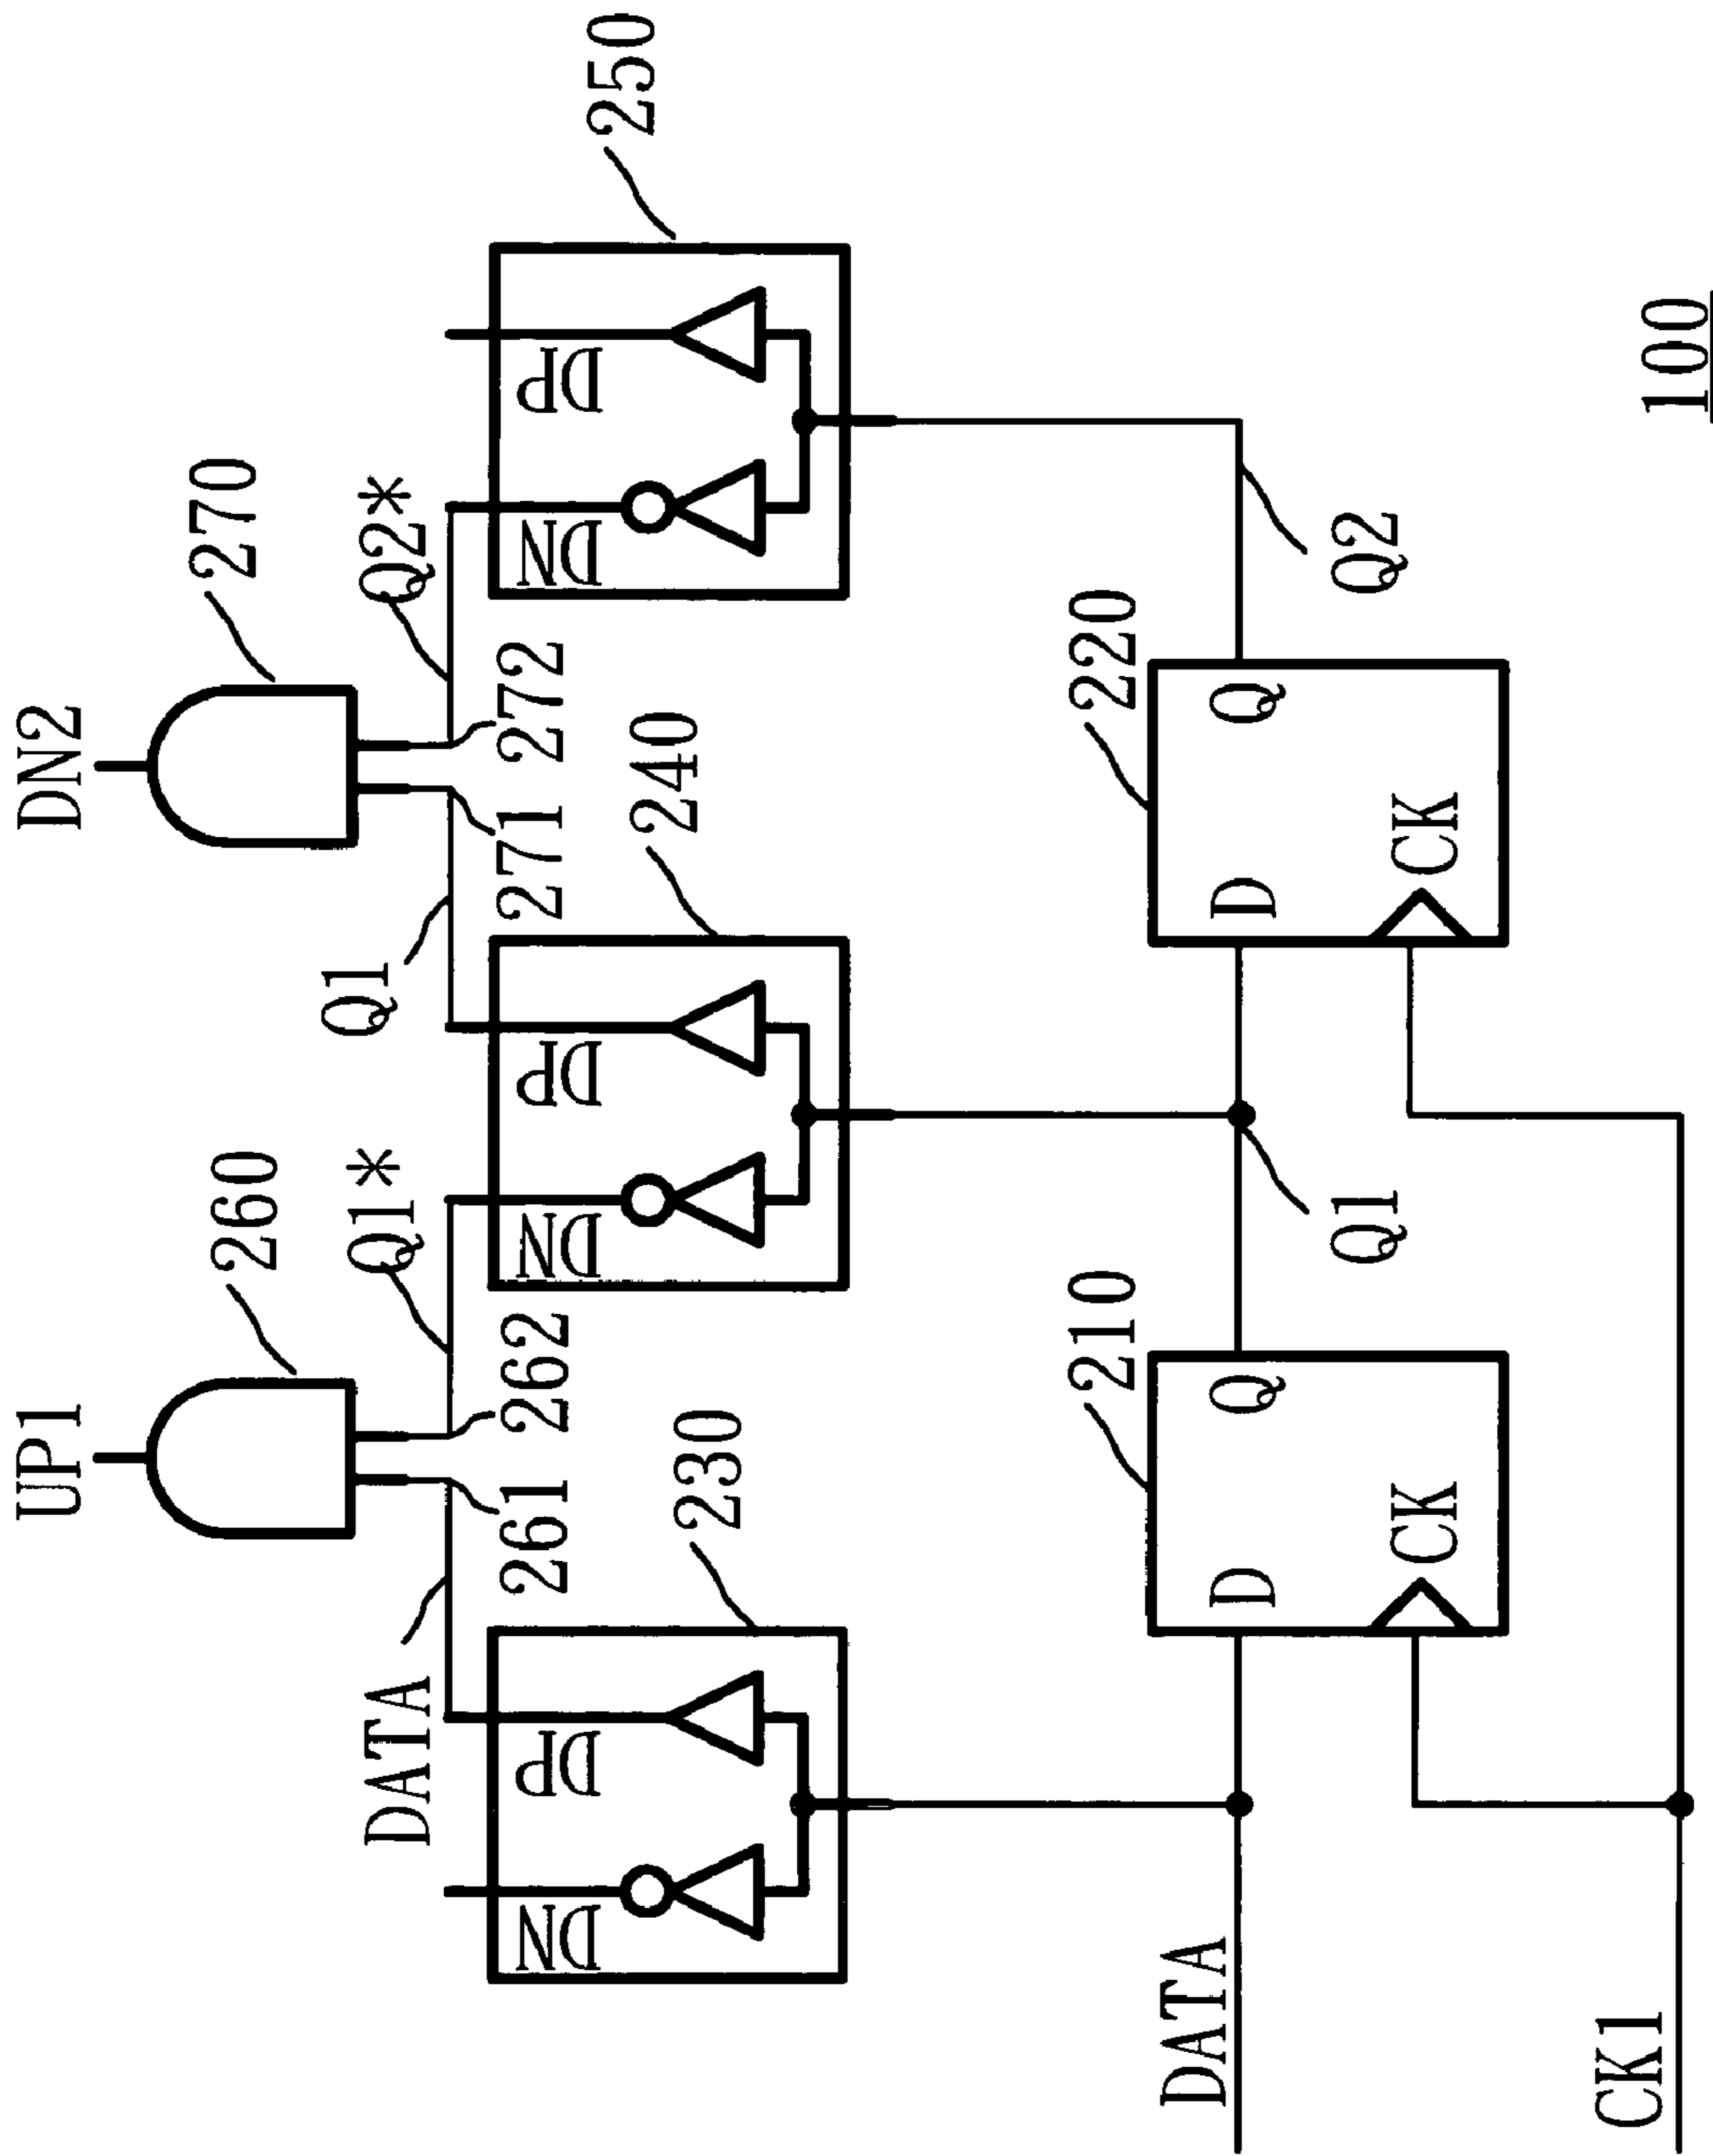 UP1
DN2
260
270
DATA
Q1*
Q1
Q2*
261
262
271
272
DN
DP
230
DN
DP
240
DN
DP
250
210
220
DATA
D
Q
D
Q
Q1
Q2
CK
CK
CK1
100